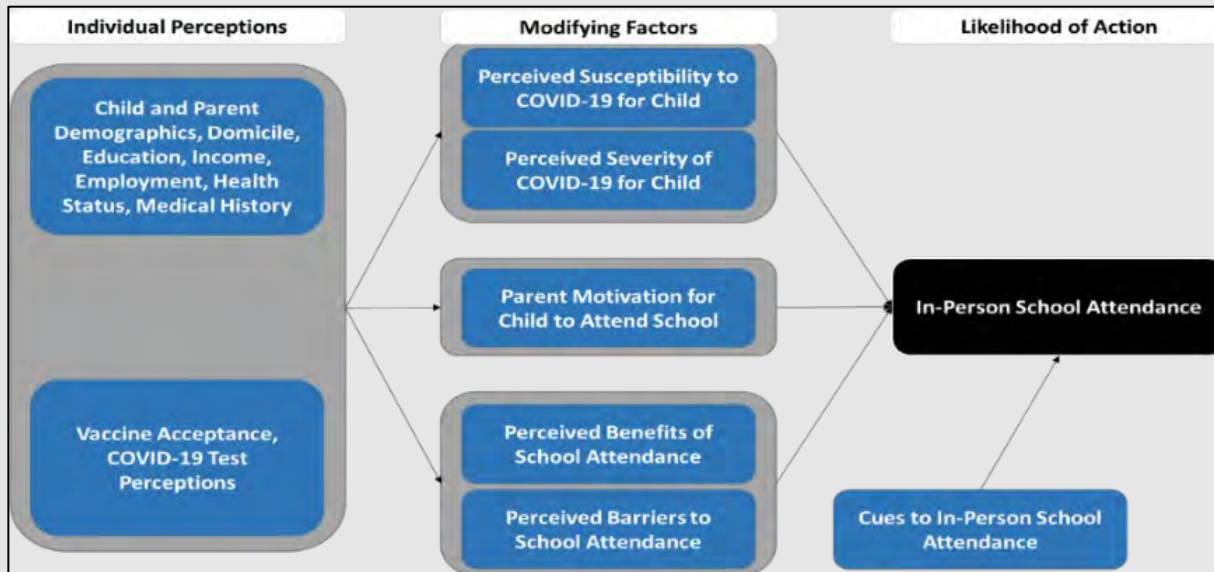 Individual Perceptions
Modifying Factors
Likelihood of Action
Child and Parent
Demographics, Domicile,
Education, Income,
Employment, Health
Status, Medical History
Vaccine Acceptance,
COVID-19 Test
Perceptions
Perceived Susceptibility to
COVID-19 for Child
Perceived Severity of
COVID-19 for Child
Parent Motivation for
Child to Attend School
Perceived Benefits of
School Attendance
Perceived Barriers to
School Attendance
In-Person School Attendance
Cues to In-Person School
Attendance